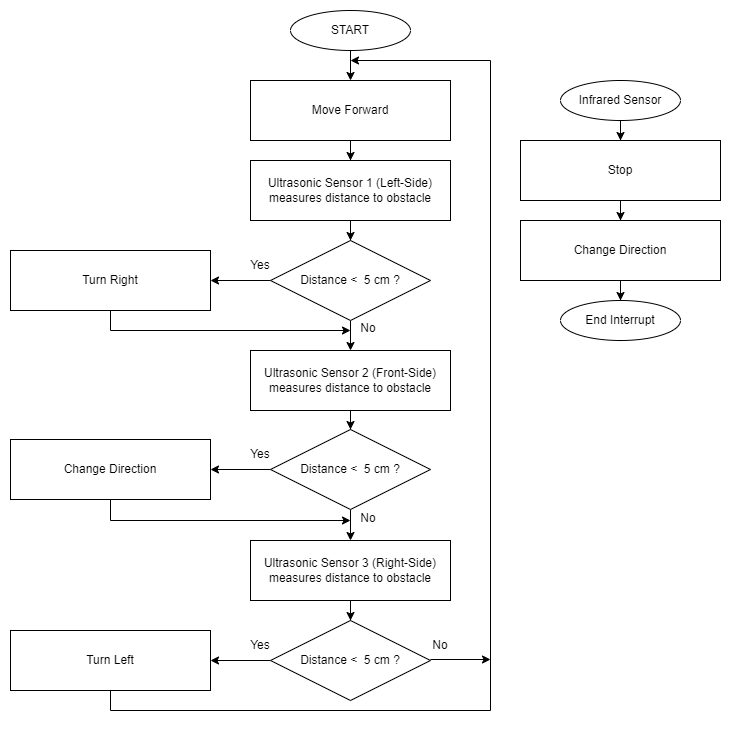 START
Move Forward
Ultrasonic Sensor 1 (Left-Side)
measures distance to obstacle
Distance < 5 cm ?
Yes
Turn Right
No
Ultrasonic Sensor 2 (Front-Side)
measures distance to obstacle
Distance < 5 cm ?
Yes
Change Direction
No
Ultrasonic Sensor 3 (Right-Side)
measures distance to obstacle
Distance < 5 cm ?
Yes
Turn Left
No
Infrared Sensor
Stop
Change Direction
End Interrupt